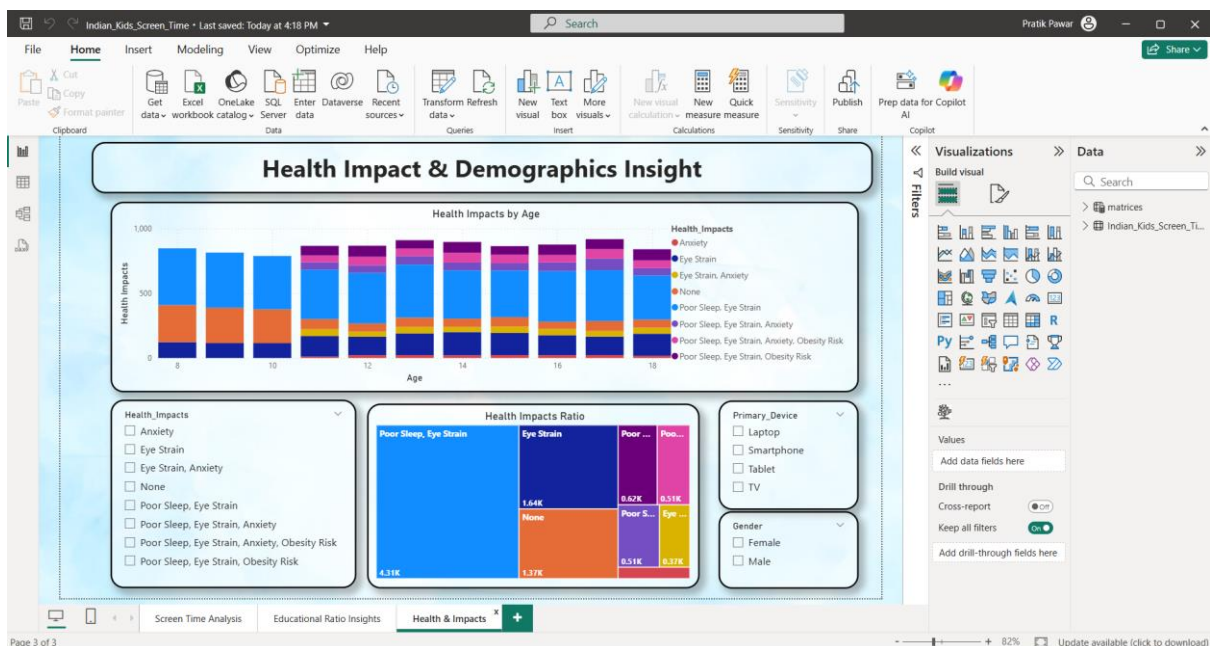 Indian_Kids_Screen_Time • Last saved: Today at 4:18 PM
Search
Pratik Pawar
File Home Insert Modeling View Optimize Help
Share
Paste
Cut
Copy
Format painter
Clipboard
Get data
Excel workbook
OneLake catalog
SQL Server
Enter data
Dataverse
Recent sources
Data
Transform data
Refresh
Queries
New visual
Text box
More visuals
Insert
New visual calculation
New measure
Quick measure
Calculations
Sensitivity
Sensitivity
Publish
Share
Prep data for AI
Copilot
Copilot
Health Impact & Demographics Insight
Health Impacts by Age
Health Impacts
1,000
500
0
8 10 12 14 16 18
Age
Health_Impacts
Anxiety
Eye Strain
Eye Strain, Anxiety
None
Poor Sleep, Eye Strain
Poor Sleep, Eye Strain, Anxiety
Poor Sleep, Eye Strain, Anxiety, Obesity Risk
Poor Sleep, Eye Strain, Obesity Risk
Health_Impacts
Anxiety
Eye Strain
Eye Strain, Anxiety
None
Poor Sleep, Eye Strain
Poor Sleep, Eye Strain, Anxiety
Poor Sleep, Eye Strain, Anxiety, Obesity Risk
Poor Sleep, Eye Strain, Obesity Risk
Health Impacts Ratio
Poor Sleep, Eye Strain
4.31K
Eye Strain
1.64K
None
1.37K
Poor ...
0.62K
Poo...
0.51K
Poor S...
0.51K
Eye ...
0.37K
Primary_Device
Laptop
Smartphone
Tablet
TV
Gender
Female
Male
Filters
Visualizations
Build visual
R
Py
...
Values
Add data fields here
Drill through
Cross-report
Off
Keep all filters
On
Add drill-through fields here
Data
Search
matrices
Indian_Kids_Screen_Ti...
Screen Time Analysis
Educational Ratio Insights
Health & Impacts
x
+
Page 3 of 3
- + 82%
Update available (click to download)